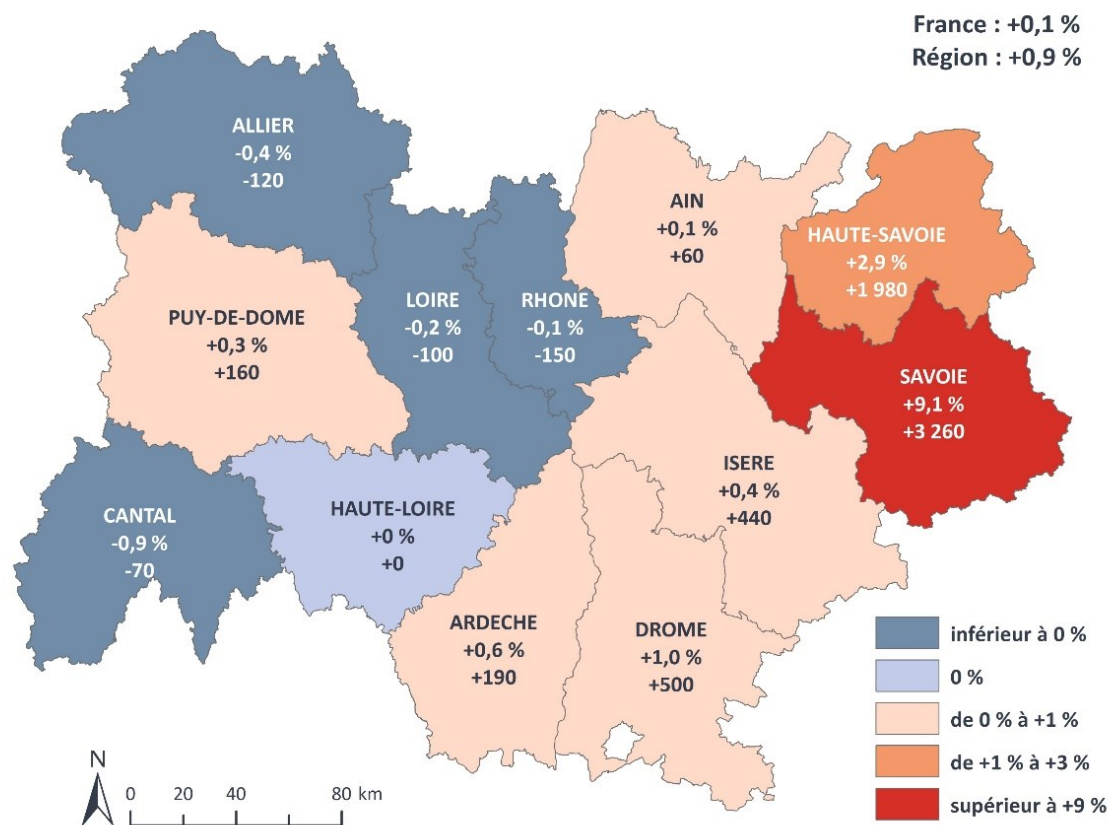 France : +0,1 %
Région : +0,9 %
ALLIER
-0,4 %
-120
AIN
+0,1 %
+60
HAUTE-SAVOIE
+2,9 %
+1 980
PUY-DE-DOME
+0,3 %
+160
LOIRE
-0,2 %
-100
RHONE
-0,1 %
-150
SAVOIE
+9,1 %
+3 260
ISERE
+0,4 %
+440
CANTAL
-0,9 %
-70
HAUTE-LOIRE
+0 %
+0
ARDECHE
+0,6 %
+190
DROME
+1,0 %
+500
inférieur à 0 %
0 %
de 0 % à +1 %
de +1 % à +3 %
supérieur à +9 %
N
0 20 40 80 km